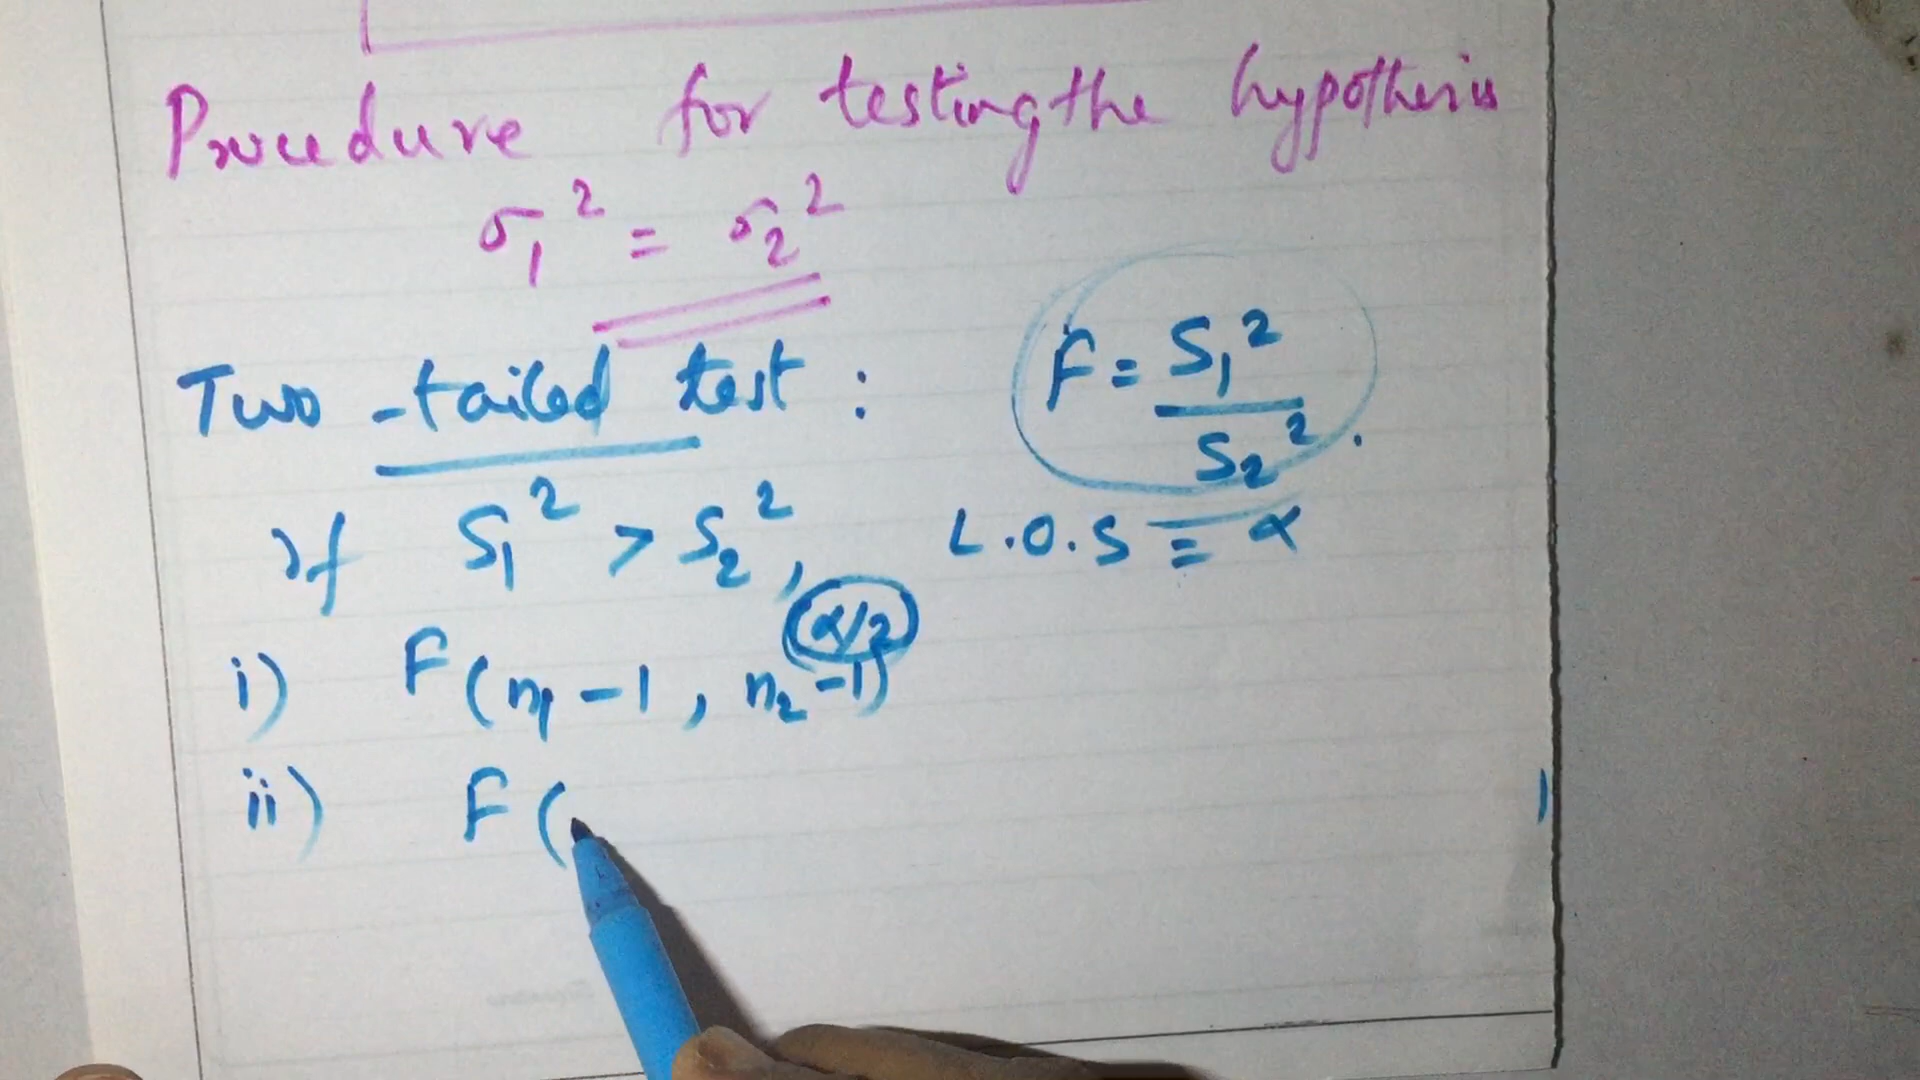 Procedure for testing the hypothesis
σ₁² = σ₂²
Two-tailed test :
F = S₁² / S₂².
If S₁² > S₂²,
L.O.S = α
i) F(n₁-1, n₂-1) (α/2)
ii) F(